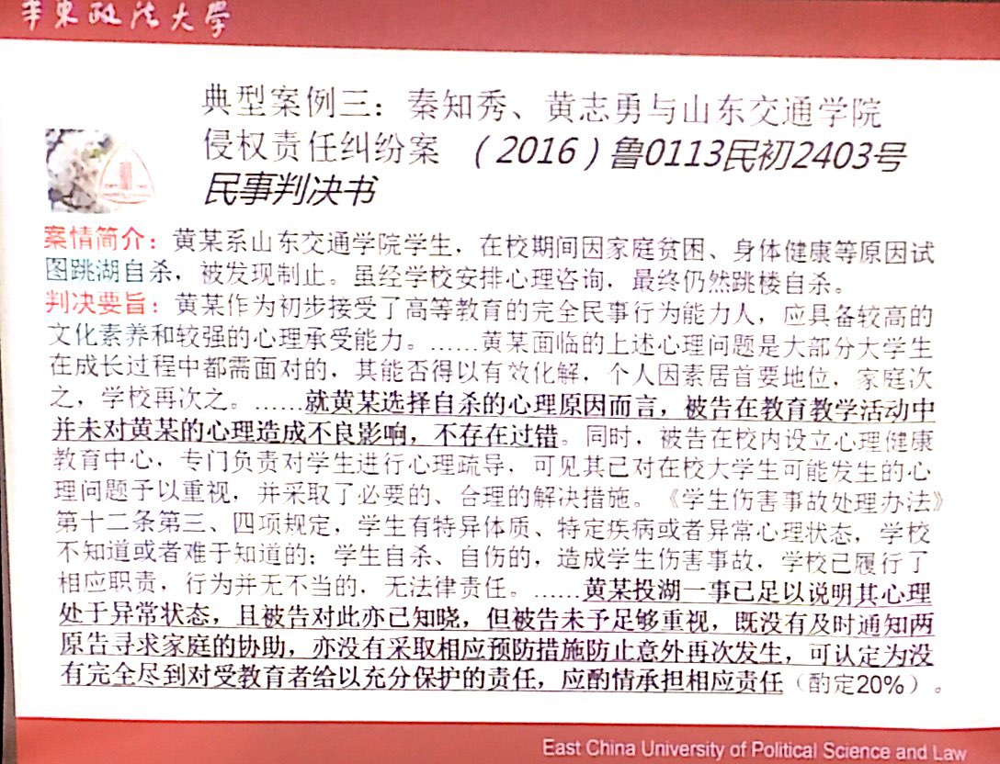 华东政法大学
典型案例三：秦知秀、黄志勇与山东交通学院
侵权责任纠纷案 （2016）鲁0113民初2403号
民事判决书
案情简介：黄某系山东交通学院学生，在校期间因家庭贫困、身体健康等原因试
图跳湖自杀，被发现制止。虽经学校安排心理咨询，最终仍然跳楼自杀。
判决要旨：黄某作为初步接受了高等教育的完全民事行为能力人，应具备较高的
文化素养和较强的心理承受能力。……黄某面临的上述心理问题是大部分大学生
在成长过程中都需面对的，其能否得以有效化解，个人因素居首要地位，家庭次
之，学校再次之。……就黄某选择自杀的心理原因而言，被告在教育教学活动中
并未对黄某的心理造成不良影响，不存在过错。同时，被告在校内设立心理健康
教育中心，专门负责对学生进行心理疏导，可见其已对在校大学生可能发生的心
理问题予以重视，并采取了必要的、合理的解决措施。《学生伤害事故处理办法》
第十二条第三、四项规定，学生有特异体质、特定疾病或者异常心理状态，学校
不知道或者难于知道的；学生自杀、自伤的，造成学生伤害事故，学校已履行了
相应职责，行为并无不当的，无法律责任。……黄某投湖一事已足以说明其心理
处于异常状态，且被告对此亦已知晓，但被告未予足够重视，既没有及时通知两
原告寻求家庭的协助，亦没有采取相应预防措施防止意外再次发生，可认定为没
有完全尽到对受教育者给以充分保护的责任，应酌情承担相应责任（酌定20%）。
East China University of Political Science and Law